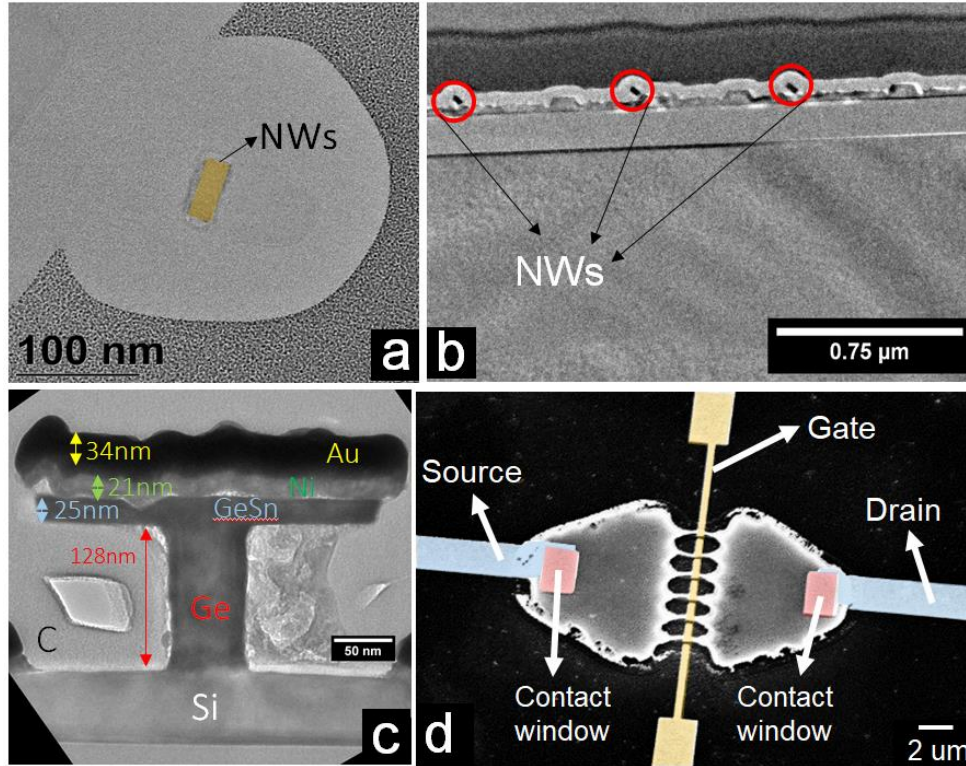 NWs
100 nm
a
NWs
0.75 µm
b
34nm
Au
21nm
Ni
25nm
GeSn
128nm
Ge
C
50 nm
Si
c
Gate
Source
Drain
Contact
window
Contact
window
2 um
d